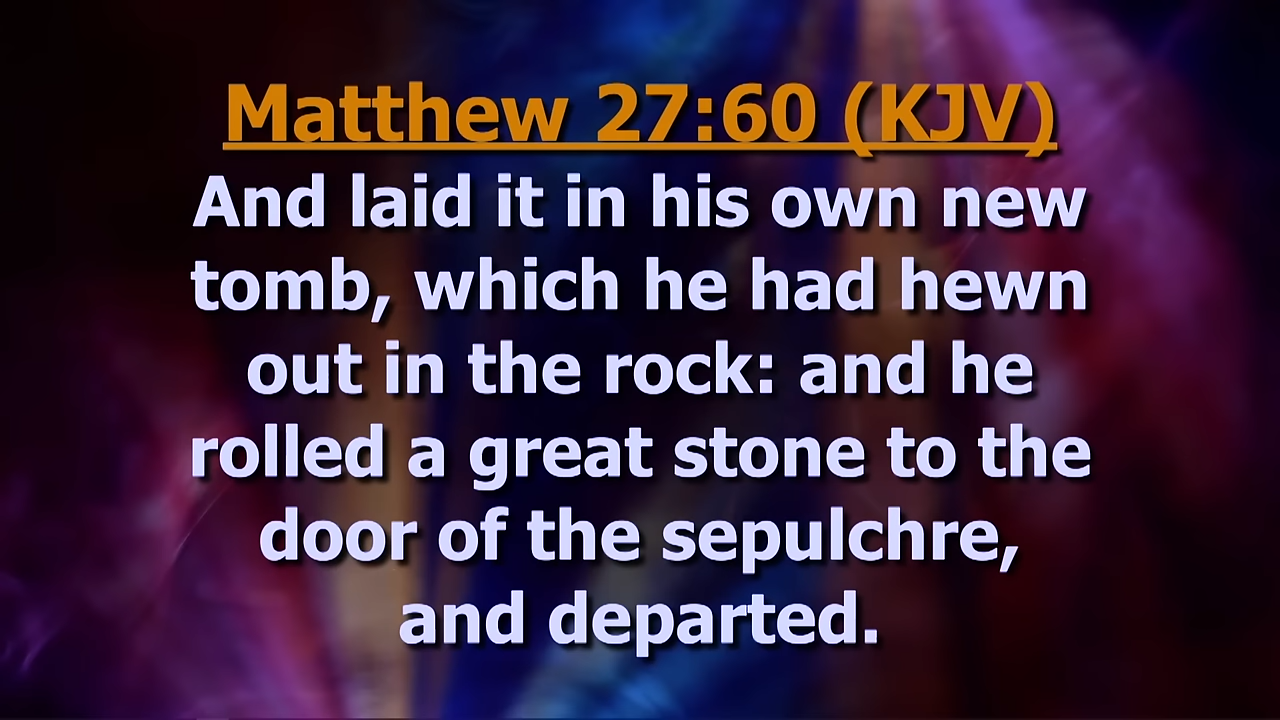 Matthew 27:60 (KJV)
And laid it in his own new
tomb, which he had hewn
out in the rock: and he
rolled a great stone to the
door of the sepulchre,
and departed.